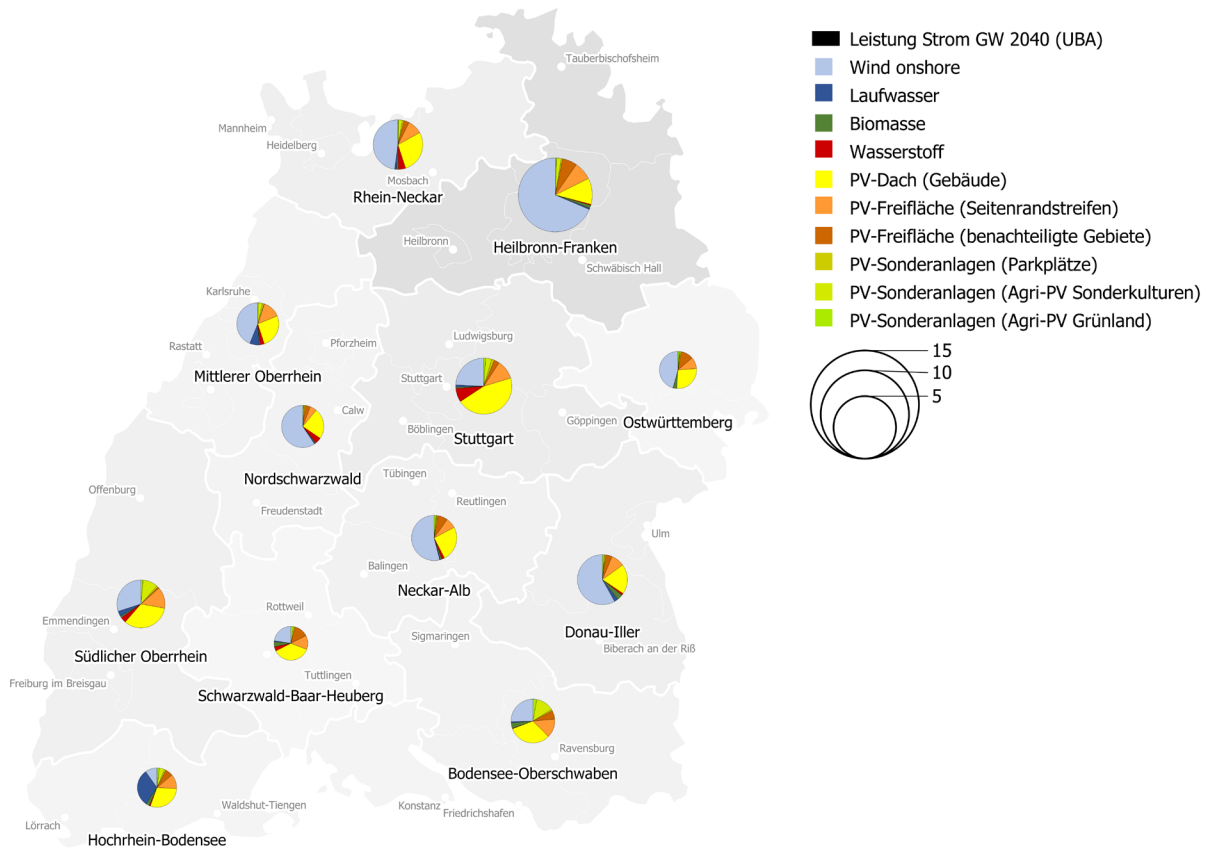 Leistung Strom GW 2040 (UBA)
Wind onshore
Laufwasser
Biomasse
Wasserstoff
PV-Dach (Gebäude)
PV-Freifläche (Seitenrandstreifen)
PV-Freifläche (benachteiligte Gebiete)
PV-Sonderanlagen (Parkplätze)
PV-Sonderanlagen (Agri-PV Sonderkulturen)
PV-Sonderanlagen (Agri-PV Grünland)
15
10
5
Tauberbischofsheim
Mannheim
Heidelberg
Mosbach
Rhein-Neckar
Heilbronn
Heilbronn-Franken
Schwäbisch Hall
Karlsruhe
Rastatt
Pforzheim
Ludwigsburg
Mittlerer Oberrhein
Stuttgart
Calw
Böblingen
Göppingen
Ostwürttemberg
Stuttgart
Nordschwarzwald
Tübingen
Offenburg
Reutlingen
Freudenstadt
Ulm
Balingen
Neckar-Alb
Rottweil
Emmendingen
Sigmaringen
Donau-Iller
Biberach an der Riß
Südlicher Oberrhein
Tuttlingen
Freiburg im Breisgau
Schwarzwald-Baar-Heuberg
Ravensburg
Bodensee-Oberschwaben
Waldshut-Tiengen
Konstanz
Friedrichshafen
Lörrach
Hochrhein-Bodensee